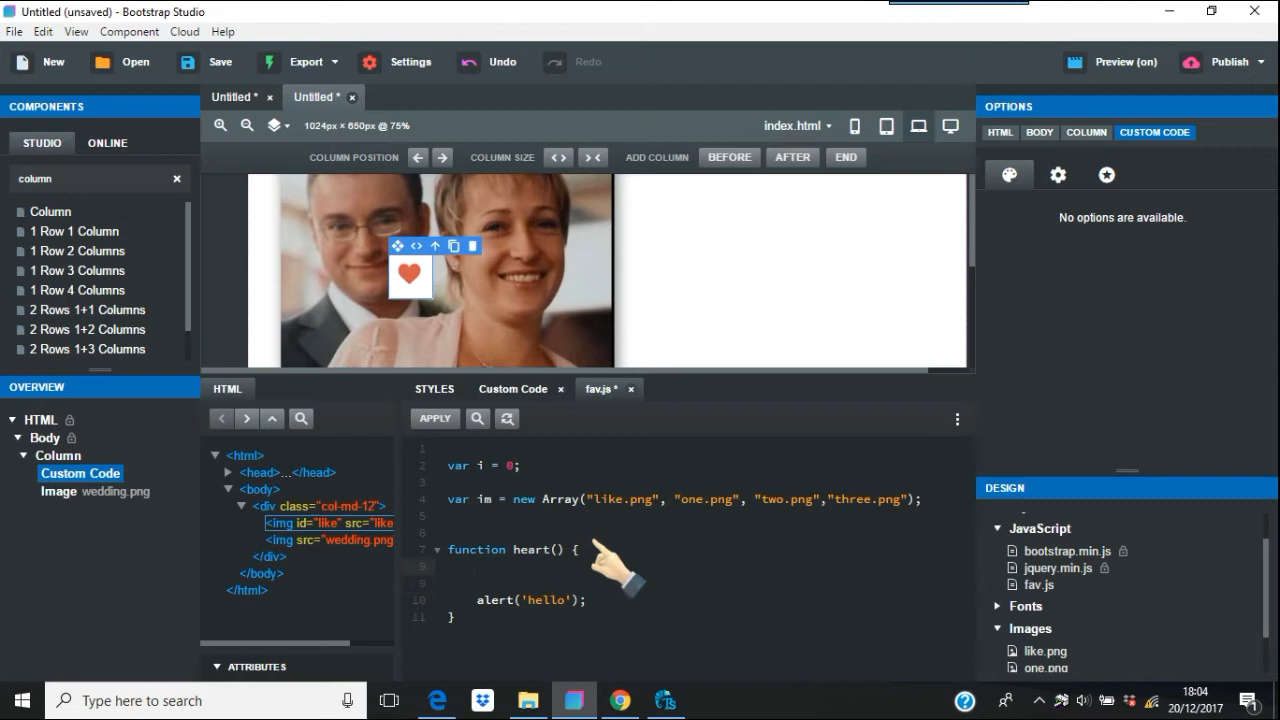 Untitled (unsaved) - Bootstrap Studio
File Edit View Component Cloud Help
New Open Save Export Settings Undo Redo Preview (on) Publish
COMPONENTS
STUDIO ONLINE
column
Column
1 Row 1 Column
1 Row 2 Columns
1 Row 3 Columns
1 Row 4 Columns
2 Rows 1+1 Columns
2 Rows 1+2 Columns
2 Rows 1+3 Columns
OVERVIEW
HTML
Body
Column
Custom Code
Image wedding.png
Untitled * Untitled *
1024px × 650px @ 75%
index.html
COLUMN POSITION COLUMN SIZE ADD COLUMN BEFORE AFTER END
HTML
<html>
<head>...</head>
<body>
<div class="col-md-12">
<img id="like" src="like
<img src="wedding.png
</div>
</body>
</html>
ATTRIBUTES
STYLES Custom Code fav.js *
APPLY
1
2 var i = 0;
3
4 var im = new Array("like.png", "one.png", "two.png","three.png");
5
6
7 function heart() {
8
9
10 alert('hello');
11 }
OPTIONS
HTML BODY COLUMN CUSTOM CODE
No options are available.
DESIGN
JavaScript
bootstrap.min.js
jquery.min.js
fav.js
Fonts
Images
like.png
one.png
Type here to search
18:04
20/12/2017
1